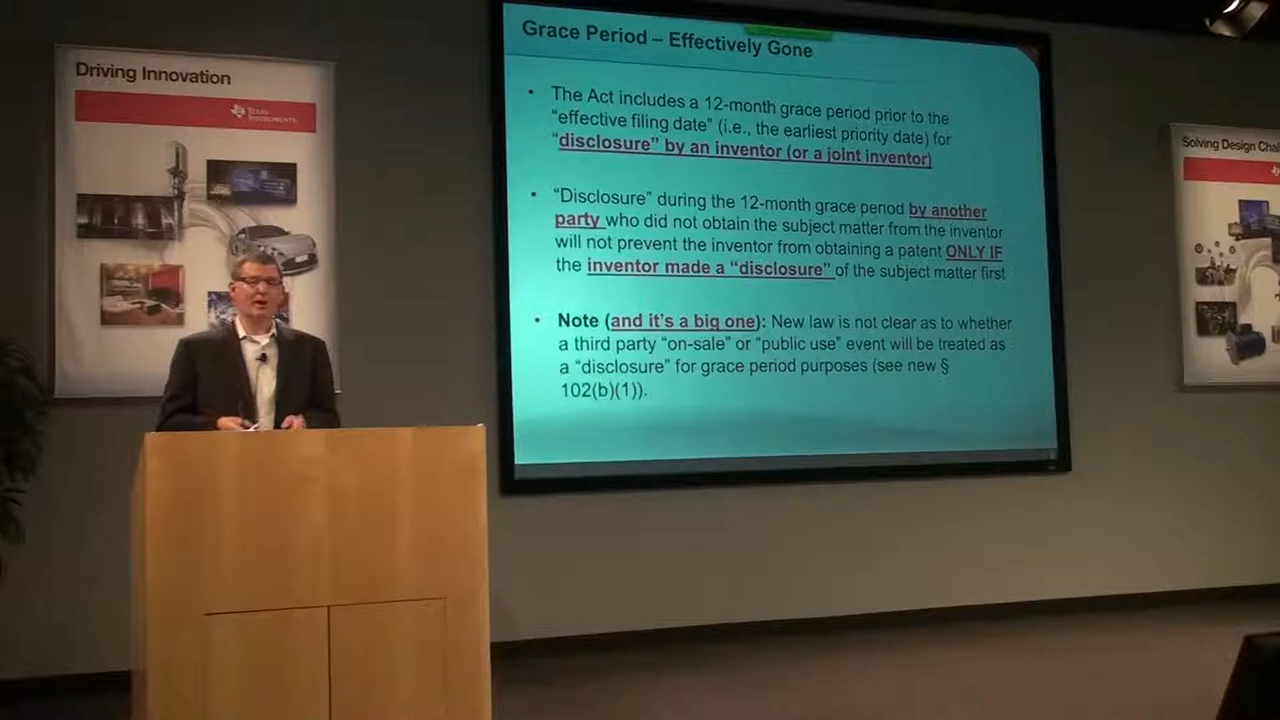 Driving Innovation
TEXAS
INSTRUMENTS
Grace Period – Effectively Gone
• The Act includes a 12-month grace period prior to the
“effective filing date” (i.e., the earliest priority date) for
“disclosure” by an inventor (or a joint inventor)
• “Disclosure” during the 12-month grace period by another
party who did not obtain the subject matter from the inventor
will not prevent the inventor from obtaining a patent ONLY IF
the inventor made a “disclosure” of the subject matter first
• Note (and it’s a big one): New law is not clear as to whether
a third party “on-sale” or “public use” event will be treated as
a “disclosure” for grace period purposes (see new §
102(b)(1)).
Solving Design Chal